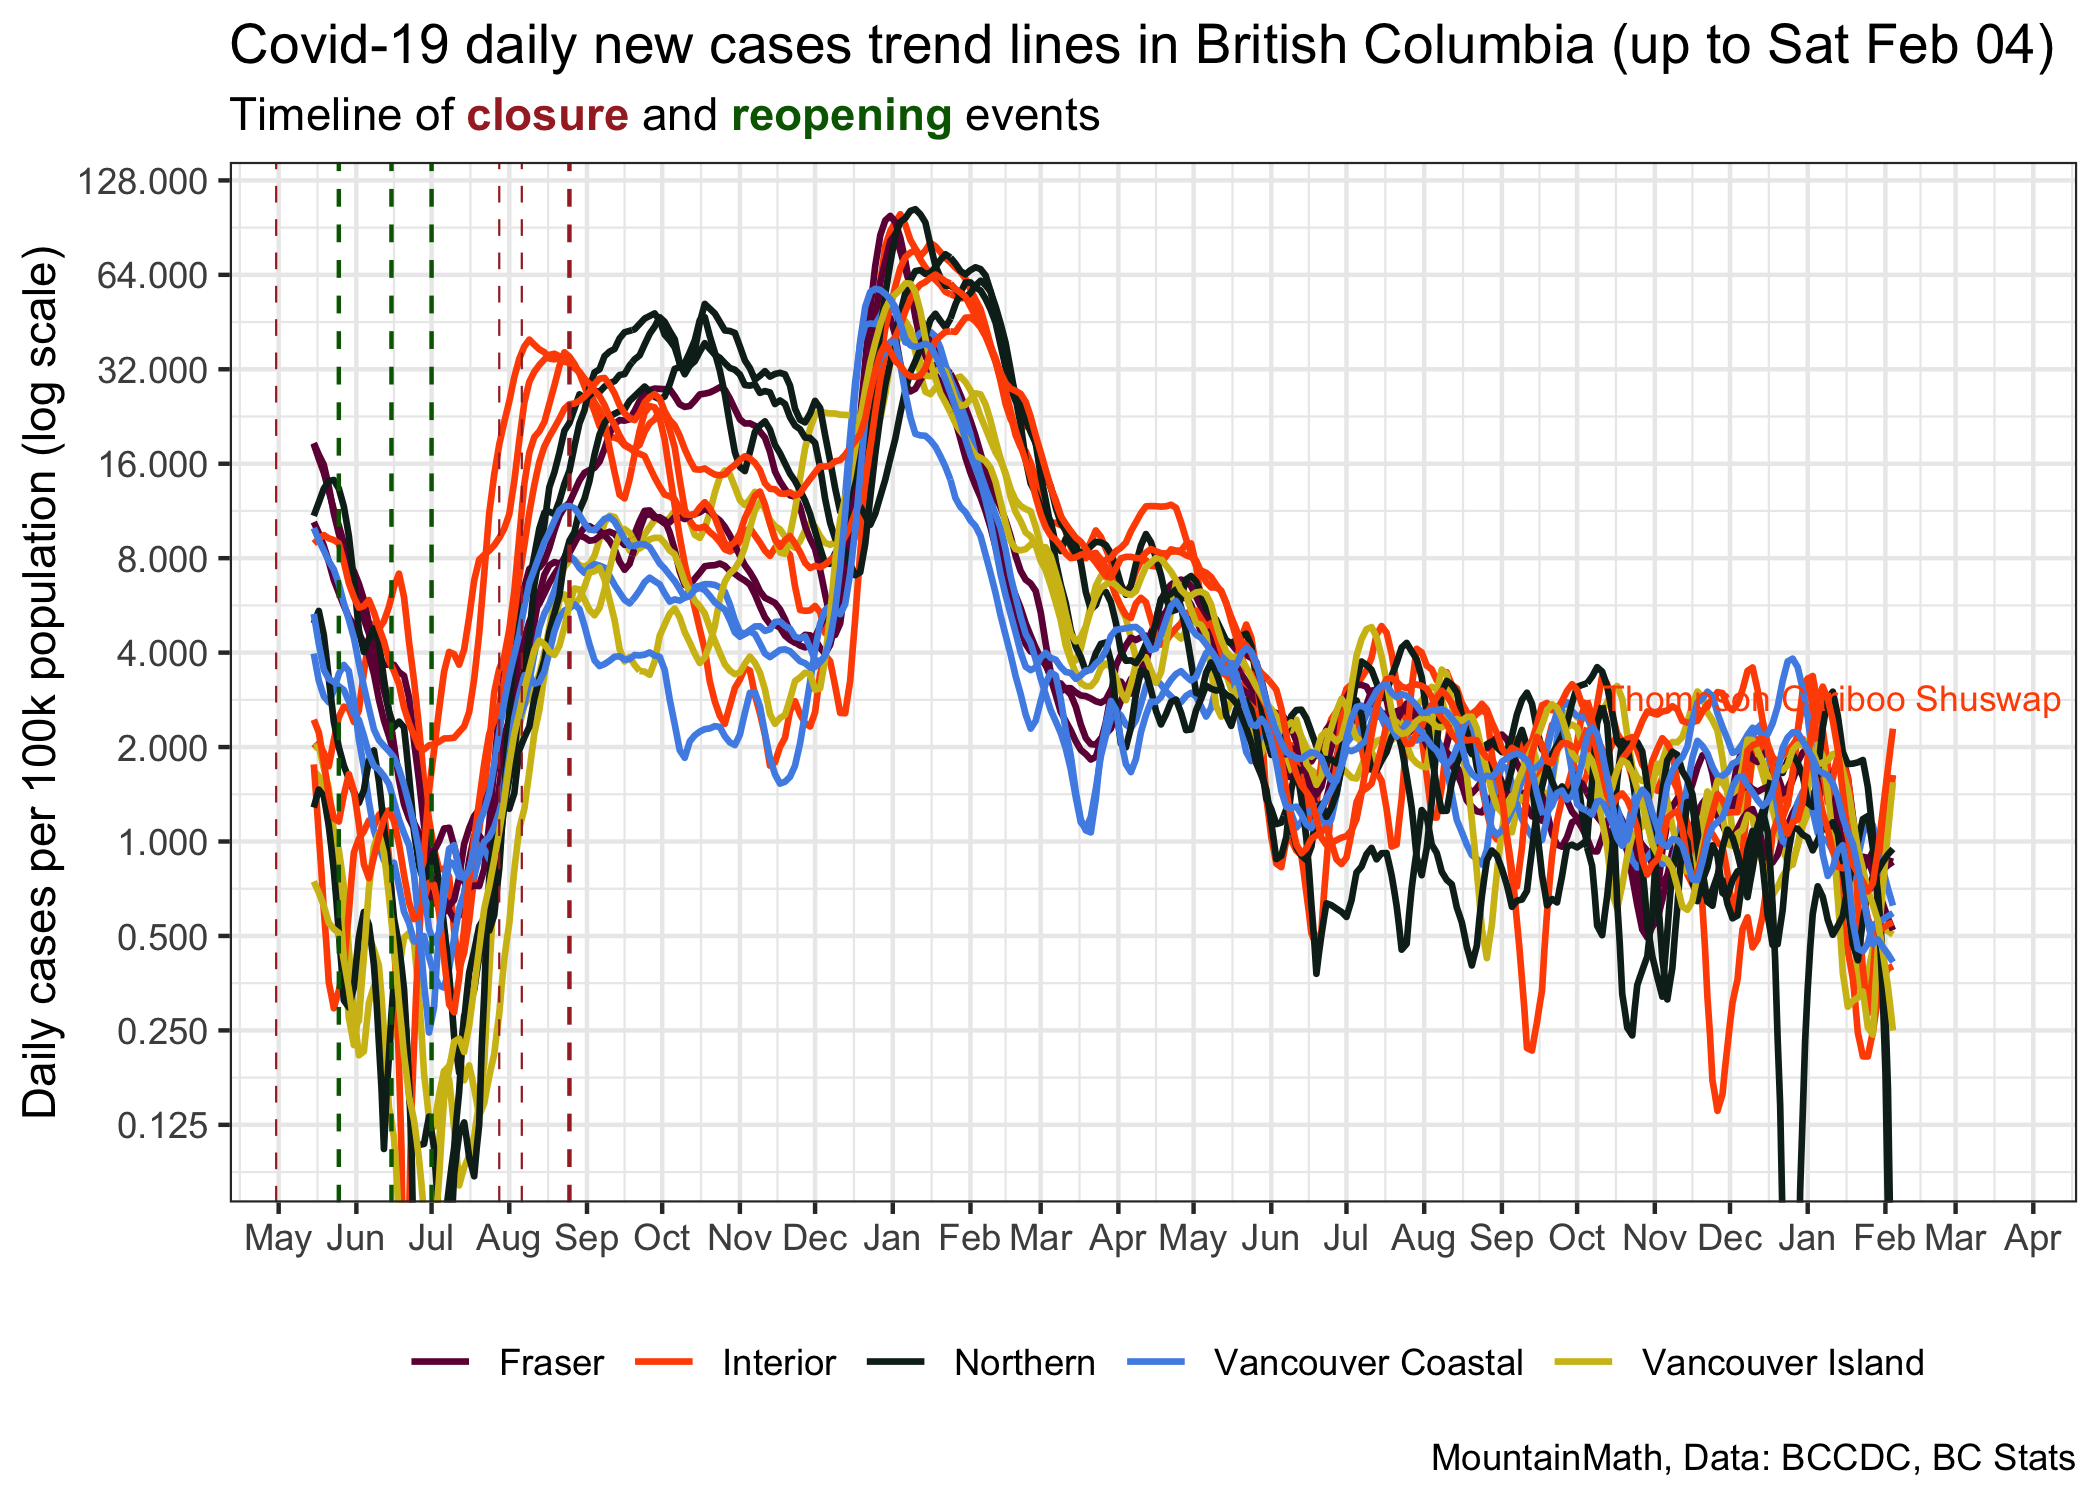 Covid-19 daily new cases trend lines in British Columbia (up to Sat Feb 04)
Timeline of closure and reopening events
Daily cases per 100k population (log scale)
128.000
64.000
32.000
16.000
8.000
4.000
2.000
1.000
0.500
0.250
0.125
Thompson Cariboo Shuswap
May Jun Jul Aug Sep Oct Nov Dec Jan Feb Mar Apr May Jun Jul Aug Sep Oct Nov Dec Jan Feb Mar Apr
Fraser Interior Northern Vancouver Coastal Vancouver Island
MountainMath, Data: BCCDC, BC Stats